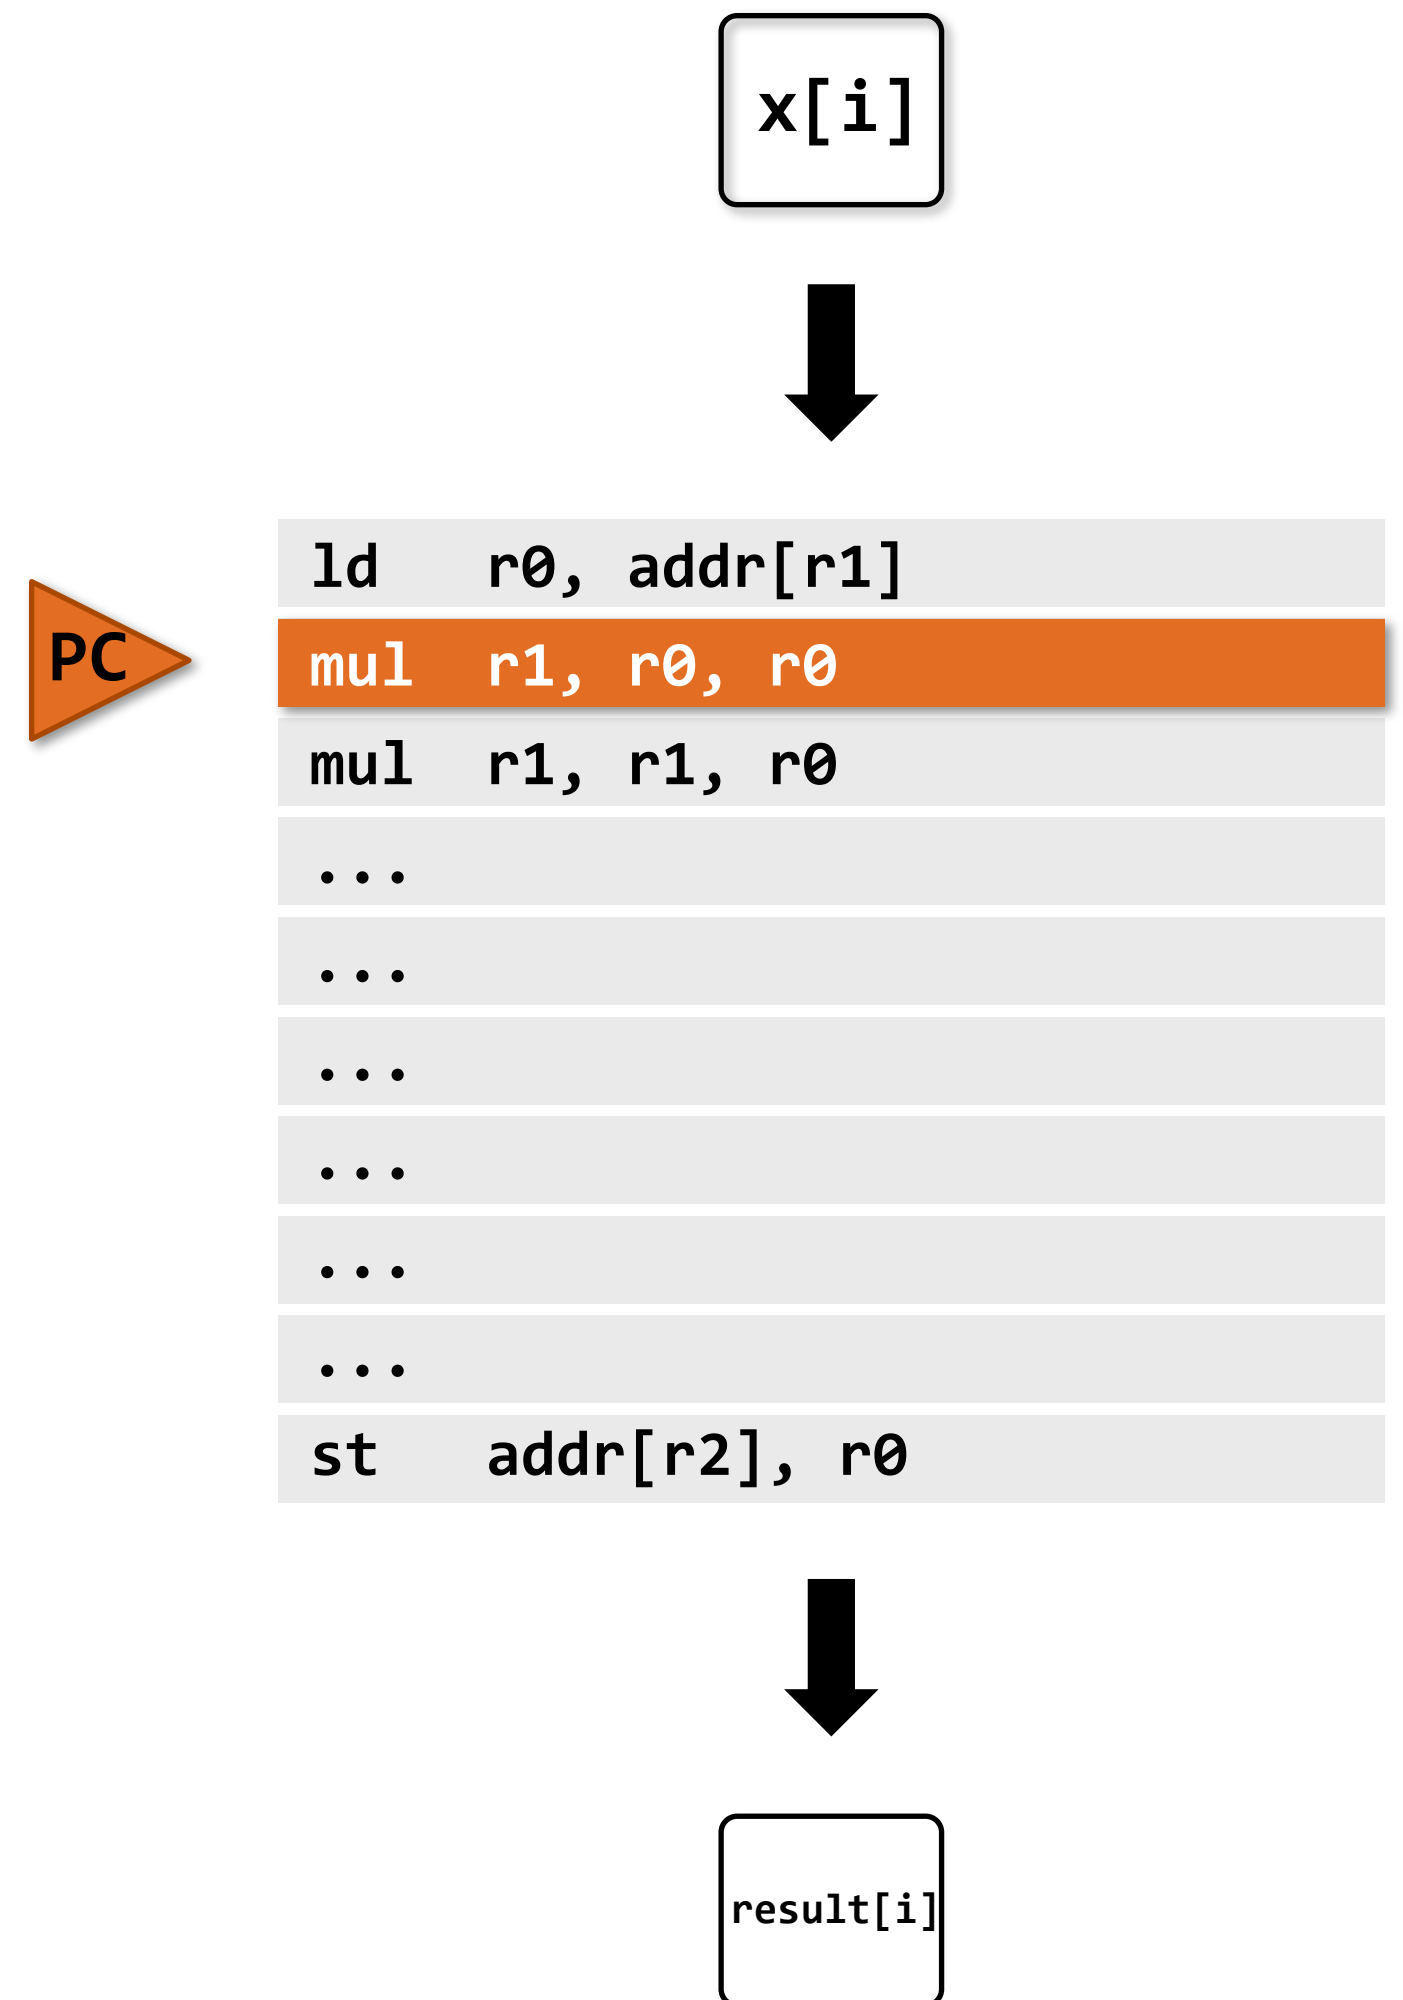 x[i]
ld r0, addr[r1]
PC
mul r1, r0, r0
mul r1, r1, r0
...
...
...
...
...
...
st addr[r2], r0
result[i]